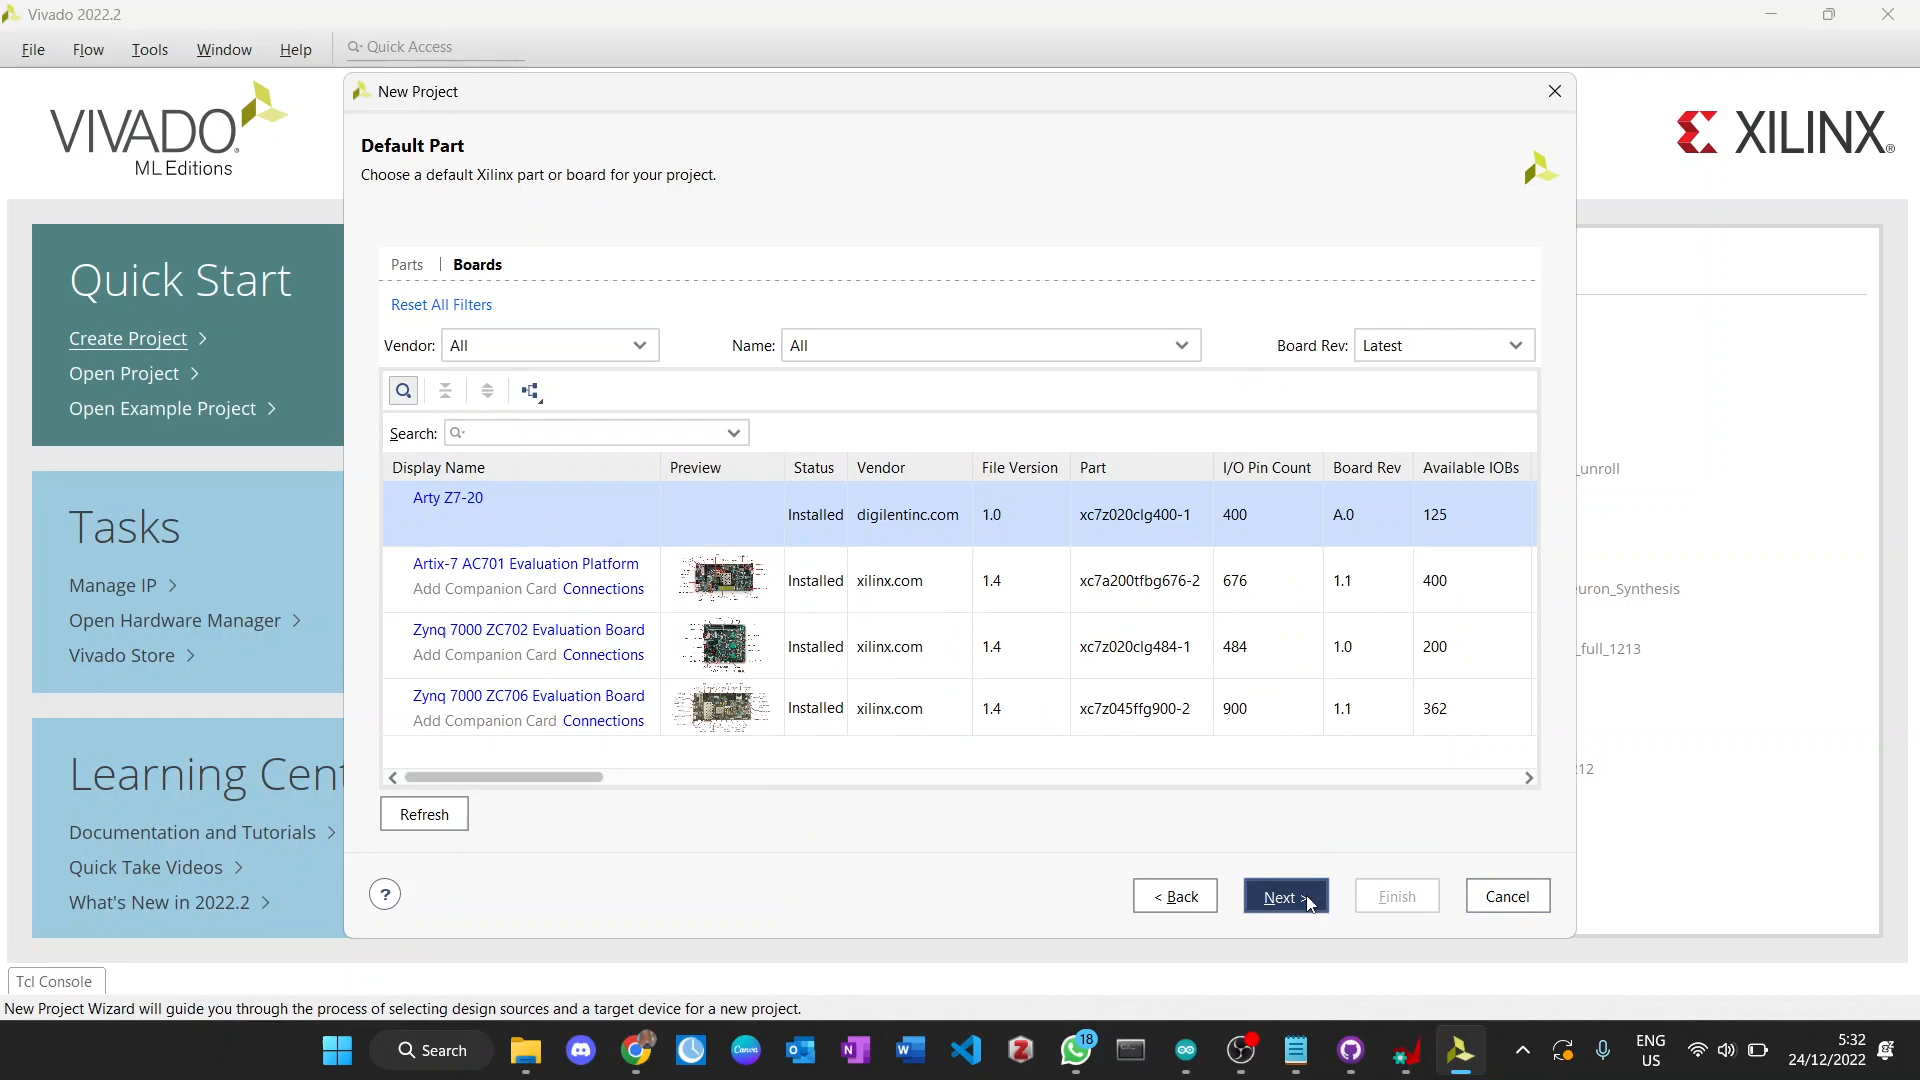 Vivado 2022.2
File Flow Tools Window Help Quick Access
VIVADO
ML Editions
XILINX®
New Project
Default Part
Choose a default Xilinx part or board for your project.
Quick Start
Create Project >
Open Project >
Open Example Project >
Parts | Boards
Reset All Filters
Vendor: All Name: All Board Rev: Latest
Search:
Display Name Preview Status Vendor File Version Part I/O Pin Count Board Rev Available IOBs
Arty Z7-20
Installed digilentinc.com 1.0 xc7z020clg400-1 400 A.0 125
Artix-7 AC701 Evaluation Platform
Add Companion Card Connections
Installed xilinx.com 1.4 xc7a200tfbg676-2 676 1.1 400
Zynq 7000 ZC702 Evaluation Board
Add Companion Card Connections
Installed xilinx.com 1.4 xc7z020clg484-1 484 1.0 200
Zynq 7000 ZC706 Evaluation Board
Add Companion Card Connections
Installed xilinx.com 1.4 xc7z045ffg900-2 900 1.1 362
Refresh
? < Back Next > Finish Cancel
Tasks
Manage IP >
Open Hardware Manager >
Vivado Store >
Learning Cent
Documentation and Tutorials >
Quick Take Videos >
What's New in 2022.2 >
_unroll
euron_Synthesis
_full_1213
12
Tcl Console
New Project Wizard will guide you through the process of selecting design sources and a target device for a new project.
Search
Canva
18
ENG
US
5:32
24/12/2022